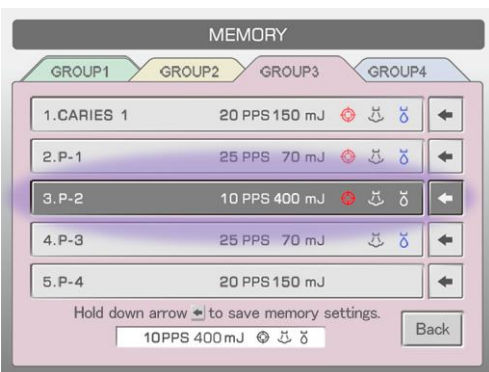 MEMORY
GROUP1 GROUP2 GROUP3 GROUP4
1.CARIES 1 20 PPS 150 mJ
2.P-1 25 PPS 70 mJ
3.P-2 10 PPS 400 mJ
4.P-3 25 PPS 70 mJ
5.P-4 20 PPS 150 mJ
Hold down arrow to save memory settings.
10PPS 400mJ
Back